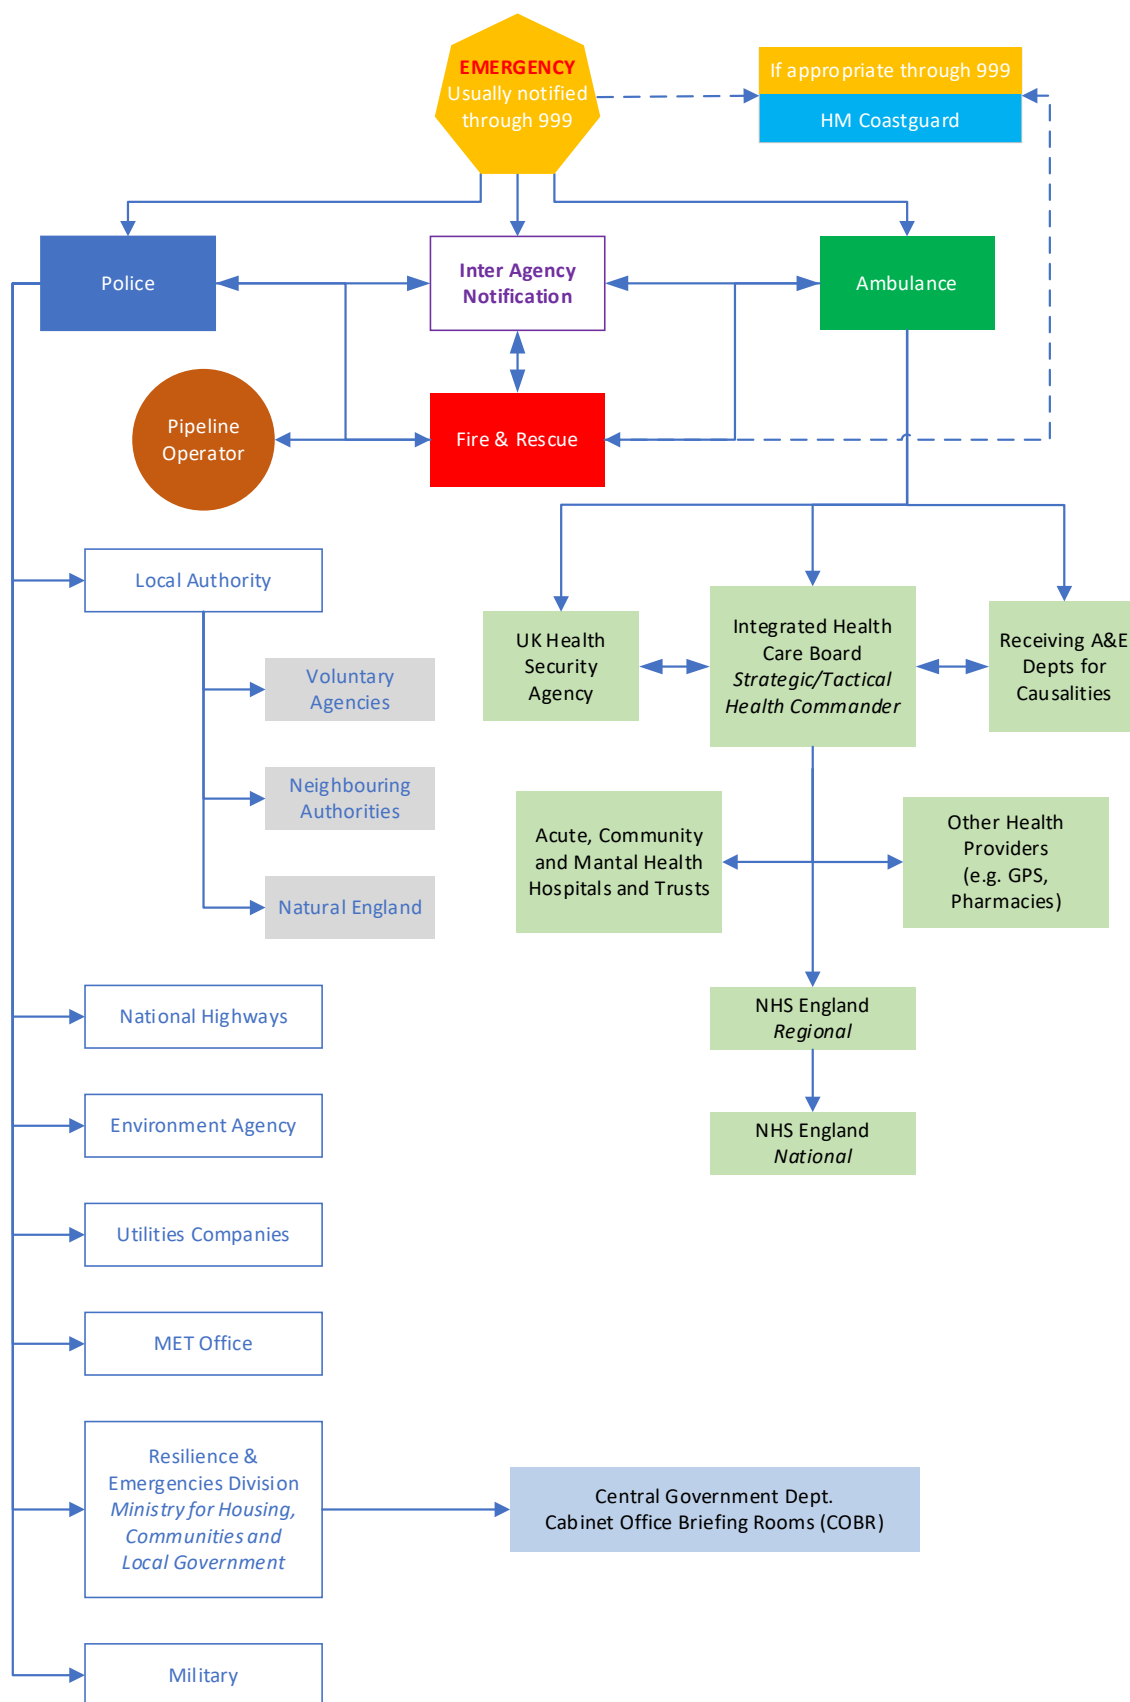 EMERGENCY
Usually notified
through 999
If appropriate through 999
HM Coastguard
Police
Inter Agency
Notification
Ambulance
Pipeline
Operator
Fire & Rescue
Local Authority
Voluntary
Agencies
Neighbouring
Authorities
Natural England
UK Health
Security
Agency
Integrated Health
Care Board
Strategic/Tactical
Health Commander
Receiving A&E
Depts for
Causalities
Acute, Community
and Mantal Health
Hospitals and Trusts
Other Health
Providers
(e.g. GPS,
Pharmacies)
NHS England
Regional
NHS England
National
National Highways
Environment Agency
Utilities Companies
MET Office
Resilience &
Emergencies Division
Ministry for Housing,
Communities and
Local Government
Central Government Dept.
Cabinet Office Briefing Rooms (COBR)
Military